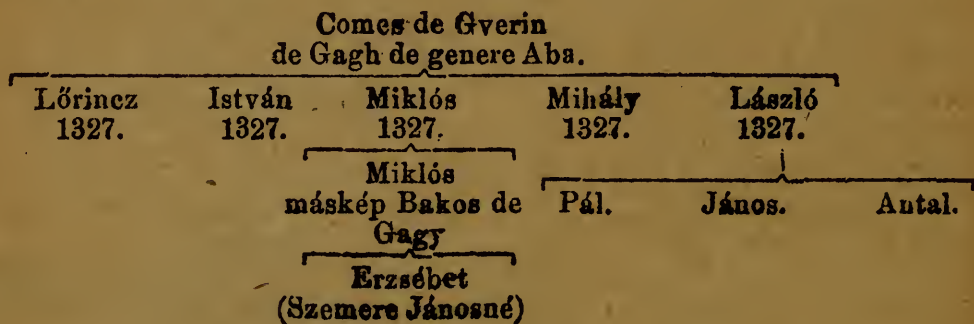 Comes de Gverin
de Gagh de genere Aba.
Lőrincz István Miklós Mihály László
1327. 1327. 1327. 1327. 1327.
Miklós
máskép Bakos de Pál. János. Antal.
Gagy
Erzsébet
(Szemere Jánosné)